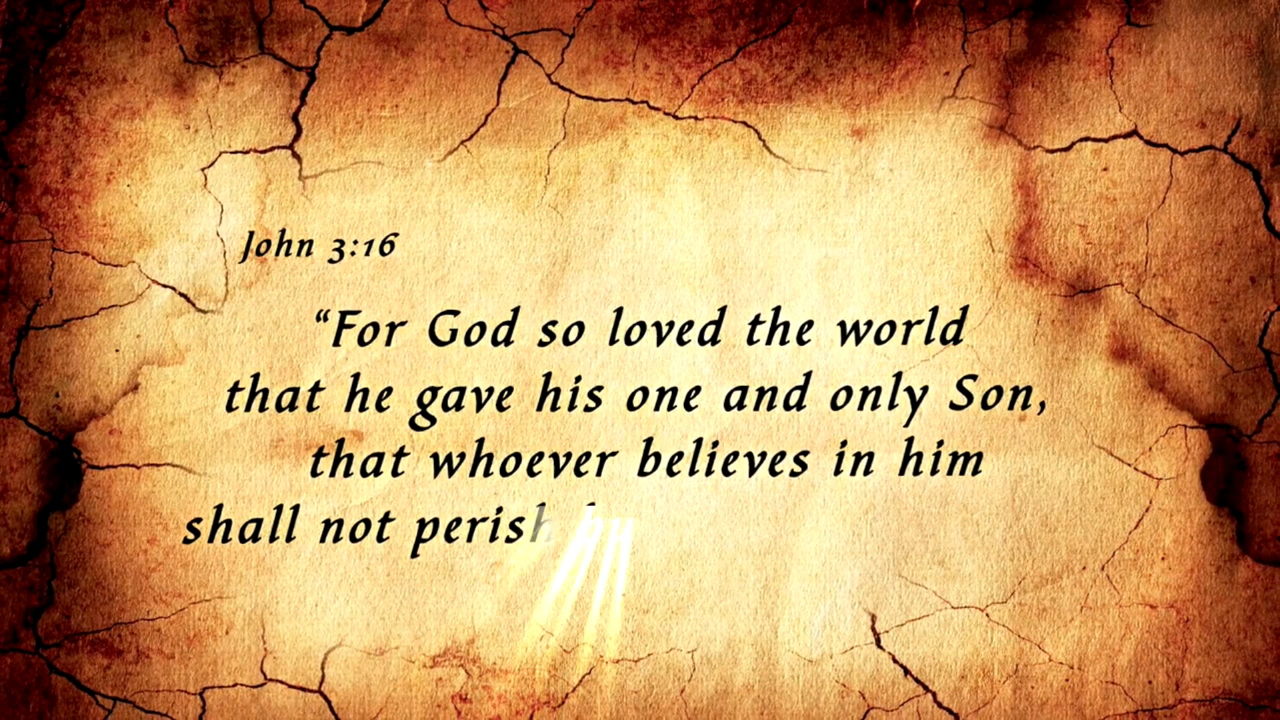 John 3:16
“For God so loved the world
that he gave his one and only Son,
that whoever believes in him
shall not perish